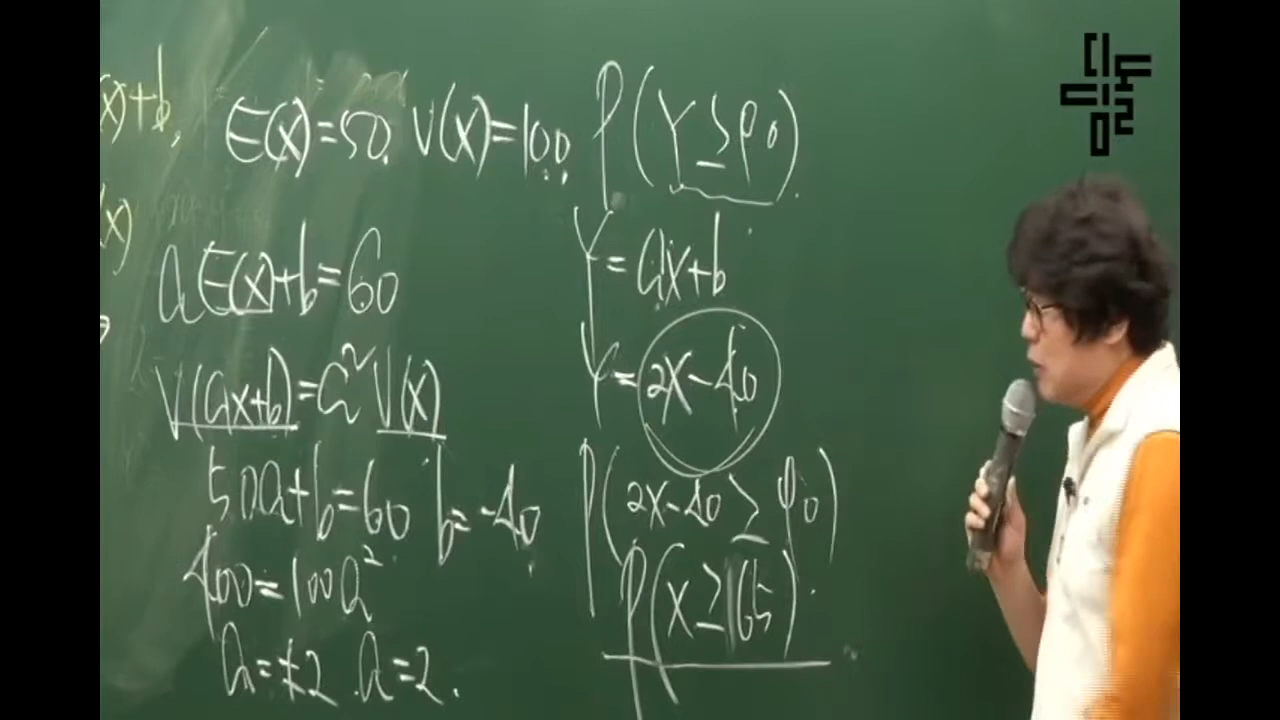 x)+b,
E(x)=50. V(x)=100.
(x)
aE(x)+b=60
V(ax+b)=a²V(x)
50a+b=60 b=-40
400=100a²
a=±2 a=2.
P(Y≥90)
Y=ax+b
Y=2x-40
P(2x-40≥90)
P(x≥65)